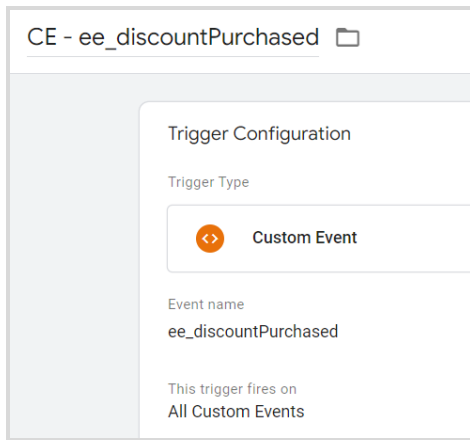 CE - ee_discountPurchased
Trigger Configuration
Trigger Type
Custom Event
Event name
ee_discountPurchased
This trigger fires on
All Custom Events